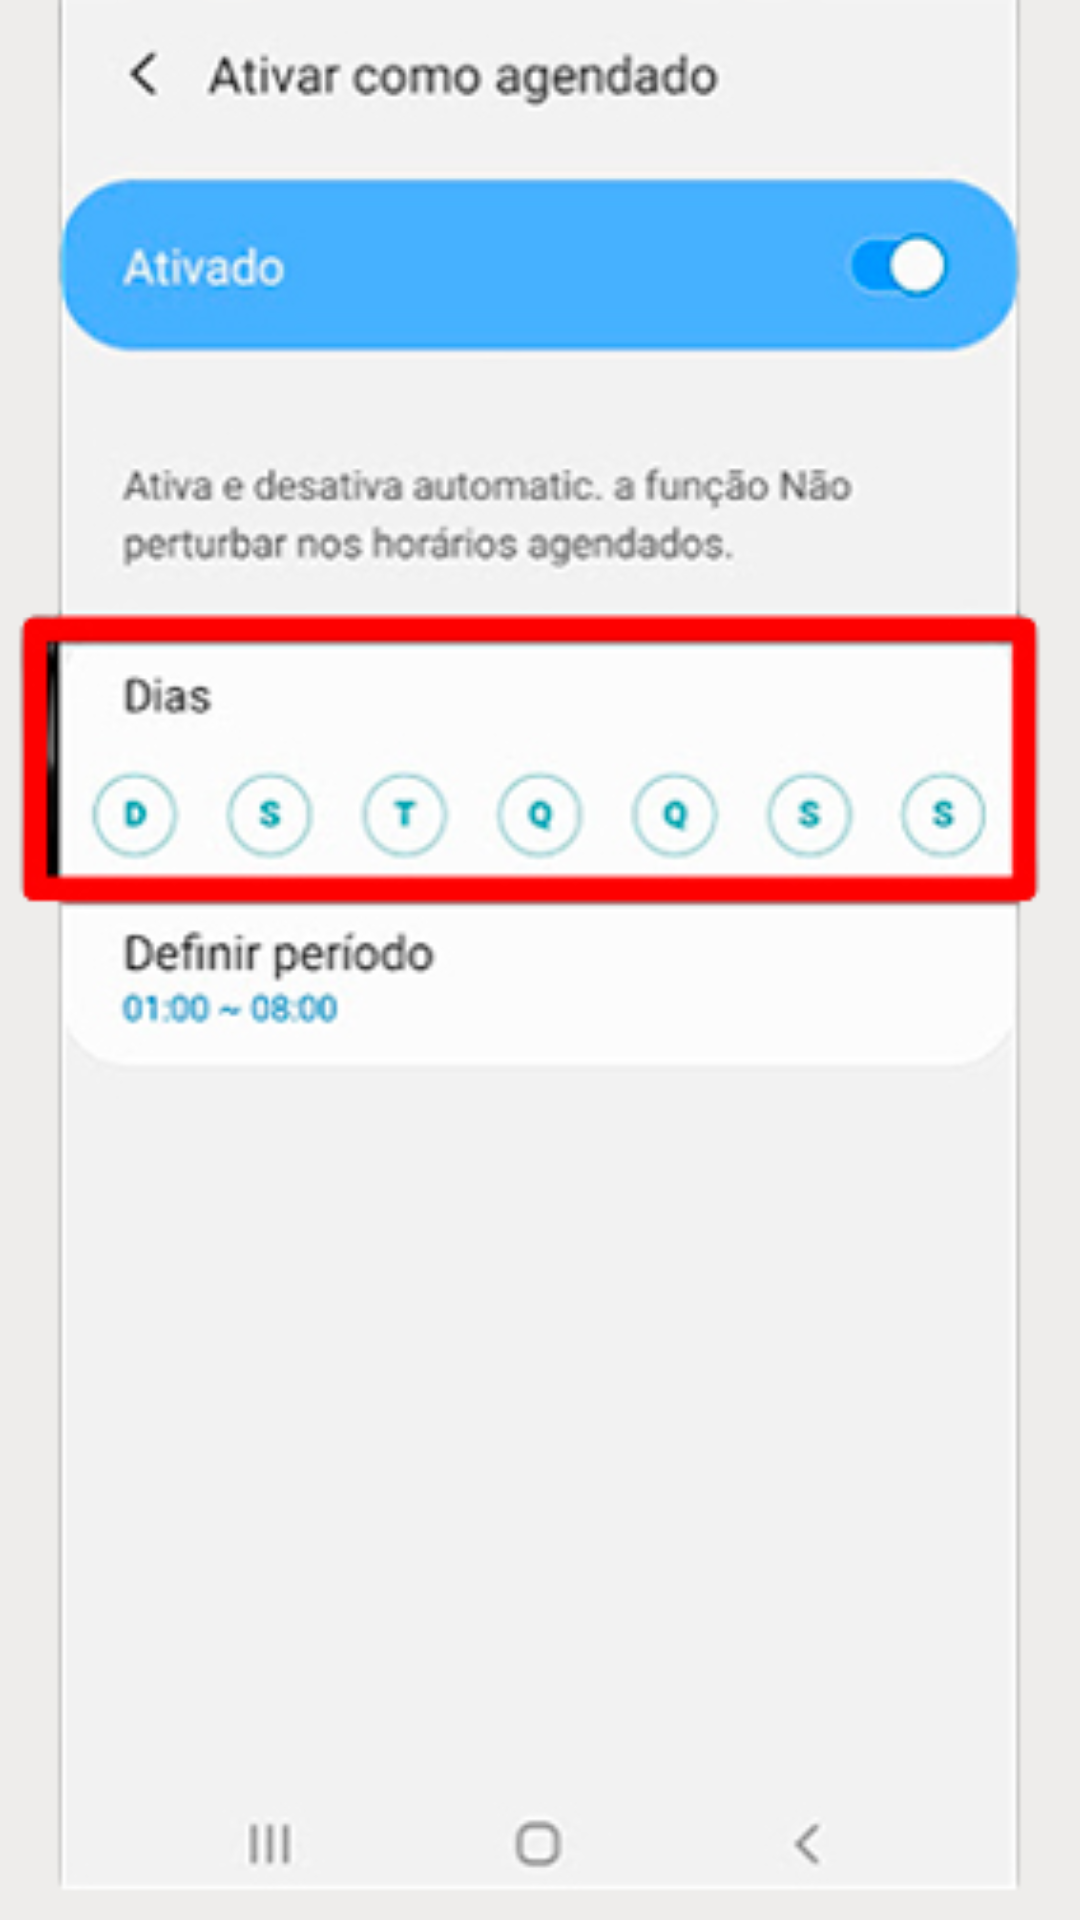 Ativar como agendado
Ativado
Ativa e desativa automatic. a função Não
perturbar nos horários agendados.
Dias
D S T Q Q S S
Definir período
01:00 ~ 08:00